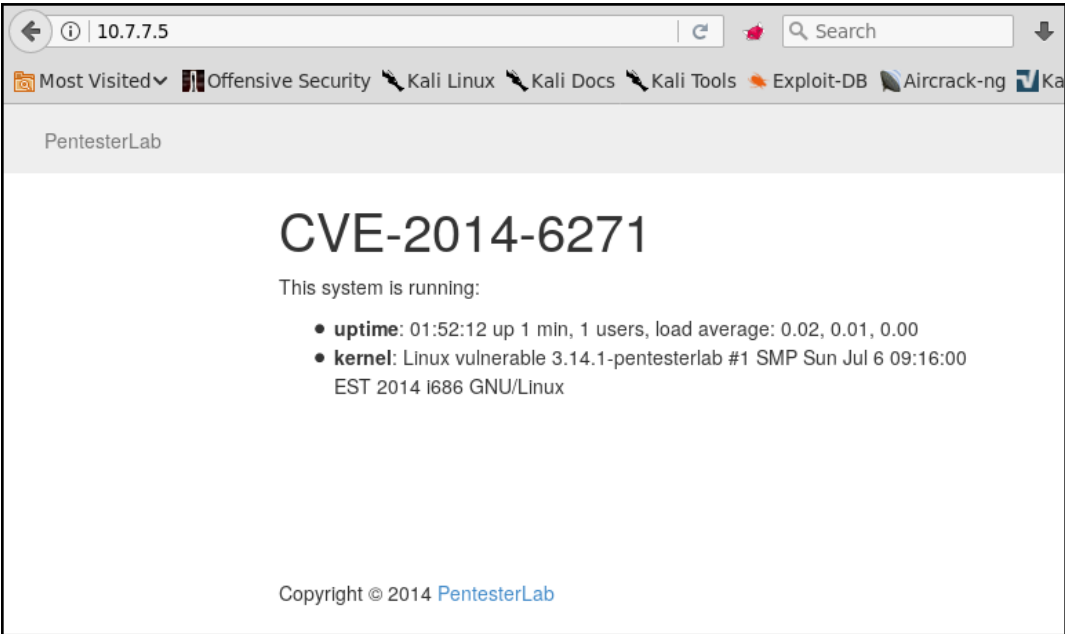 10.7.7.5
Search
Most Visited Offensive Security Kali Linux Kali Docs Kali Tools Exploit-DB Aircrack-ng Ka
PentesterLab
CVE-2014-6271
This system is running:
• uptime: 01:52:12 up 1 min, 1 users, load average: 0.02, 0.01, 0.00
• kernel: Linux vulnerable 3.14.1-pentesterlab #1 SMP Sun Jul 6 09:16:00
EST 2014 i686 GNU/Linux
Copyright © 2014 PentesterLab